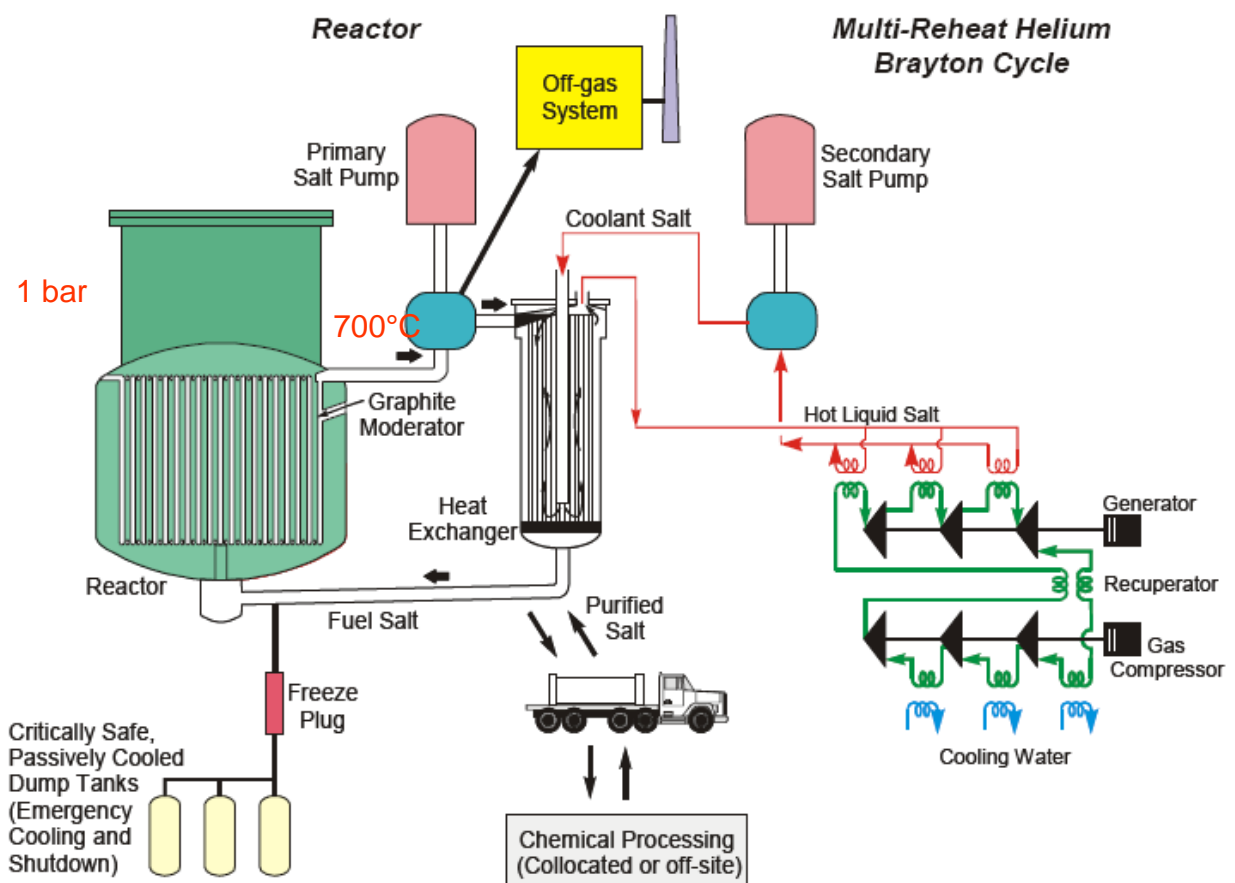 Reactor
Multi-Reheat Helium
Brayton Cycle
Off-gas
System
Primary
Salt Pump
Secondary
Salt Pump
Coolant Salt
1 bar
700°C
Graphite
Moderator
Hot Liquid Salt
Heat
Exchanger
Generator
Reactor
Recuperator
Fuel Salt
Purified
Salt
Gas
Compressor
Freeze
Plug
Critically Safe,
Passively Cooled
Dump Tanks
(Emergency
Cooling and
Shutdown)
Cooling Water
Chemical Processing
(Collocated or off-site)